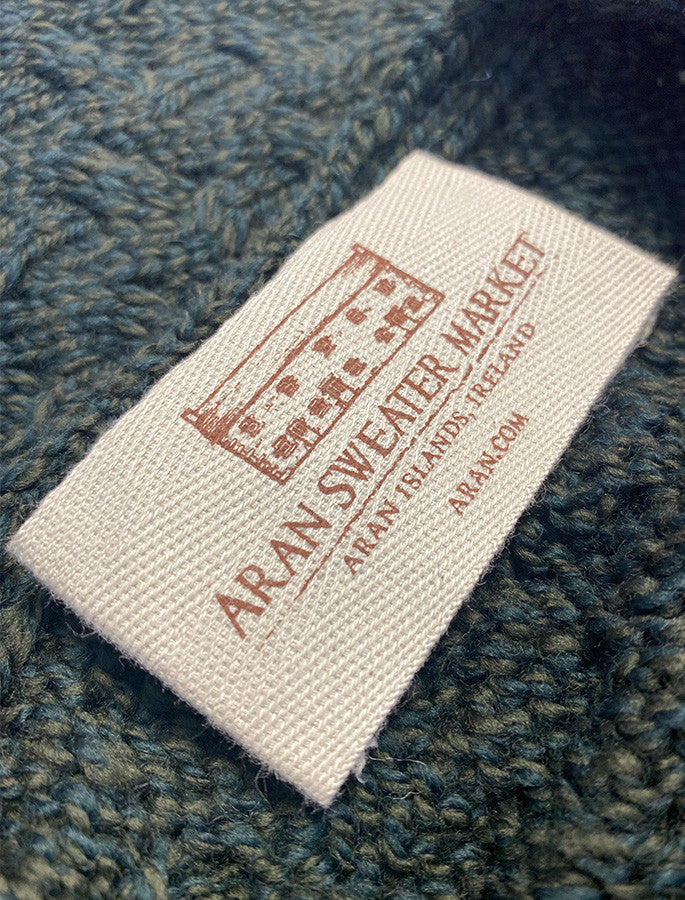 ARAN SWEATER MARKET
ARAN ISLANDS, IRELAND
ARAN.COM